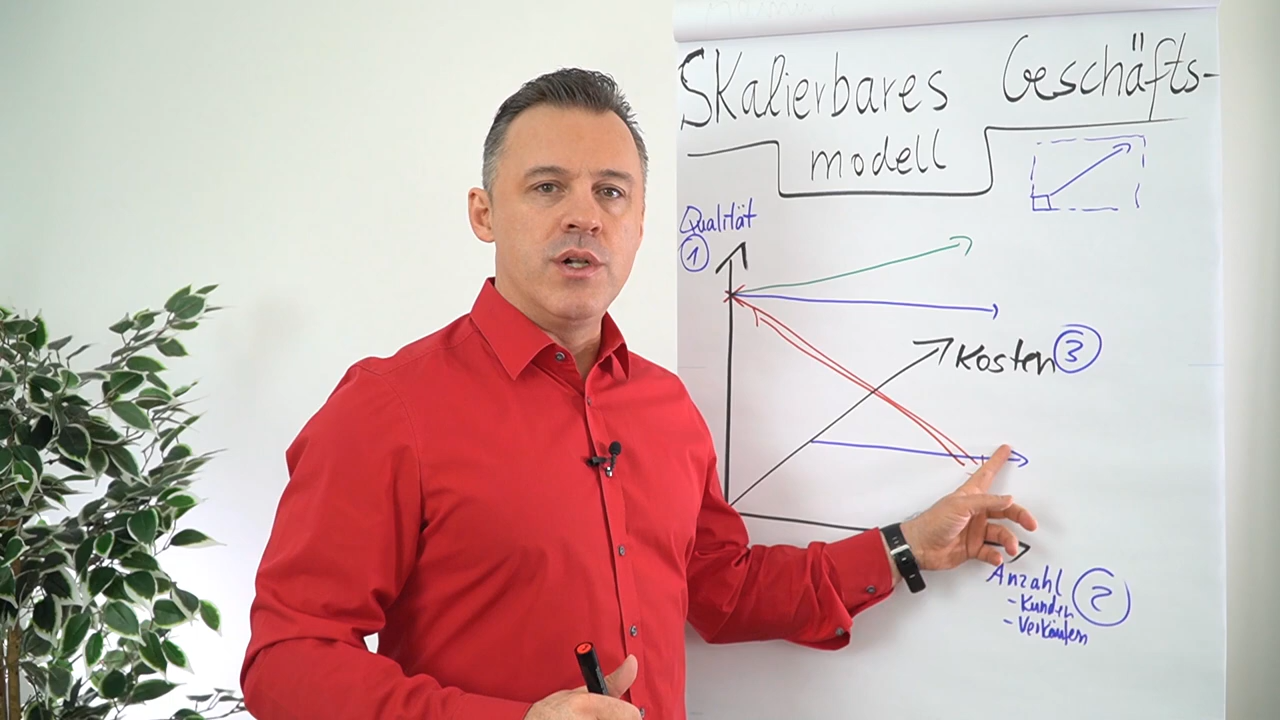 Skalierbares Geschäfts-
modell
Qualität
1
Kosten 3
Anzahl 2
- Kunden
- Verkäufen